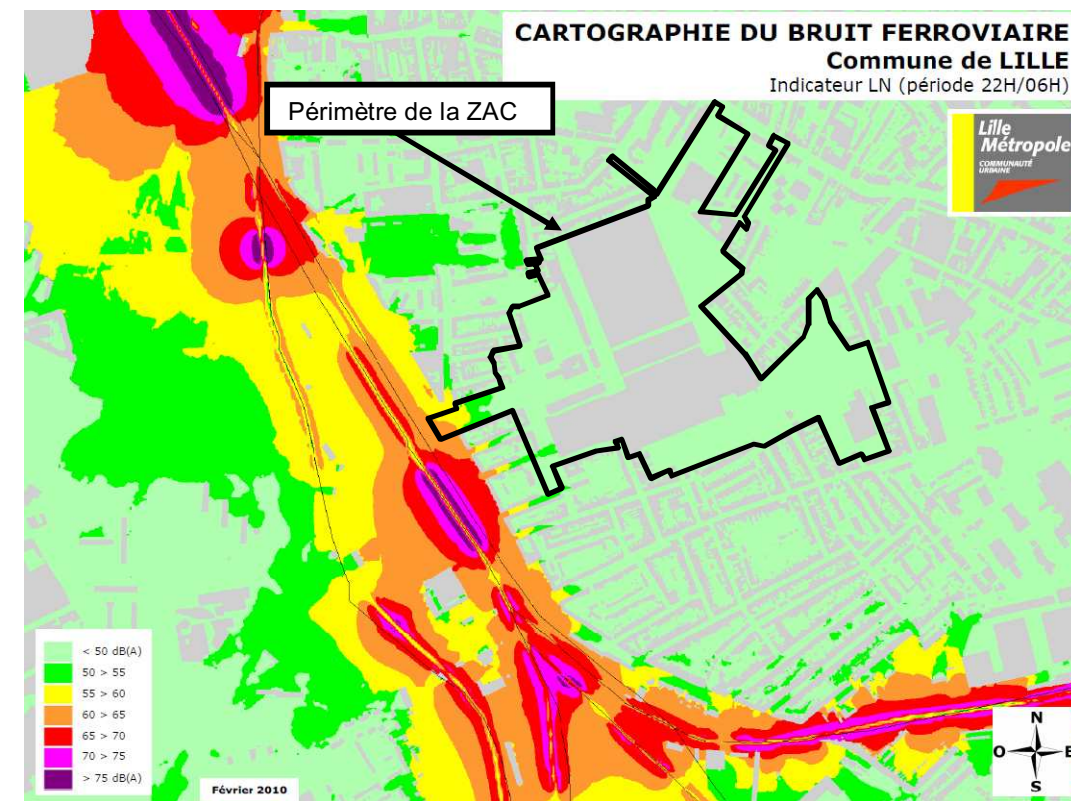 CARTOGRAPHIE DU BRUIT FERROVIAIRE
Commune de LILLE
Indicateur LN (période 22H/06H)
Périmètre de la ZAC
Lille
Métropole
COMMUNAUTÉ
URBAINE
< 50 dB(A)
50 > 55
55 > 60
60 > 65
65 > 70
70 > 75
> 75 dB(A)
Février 2010
N
O
E
S